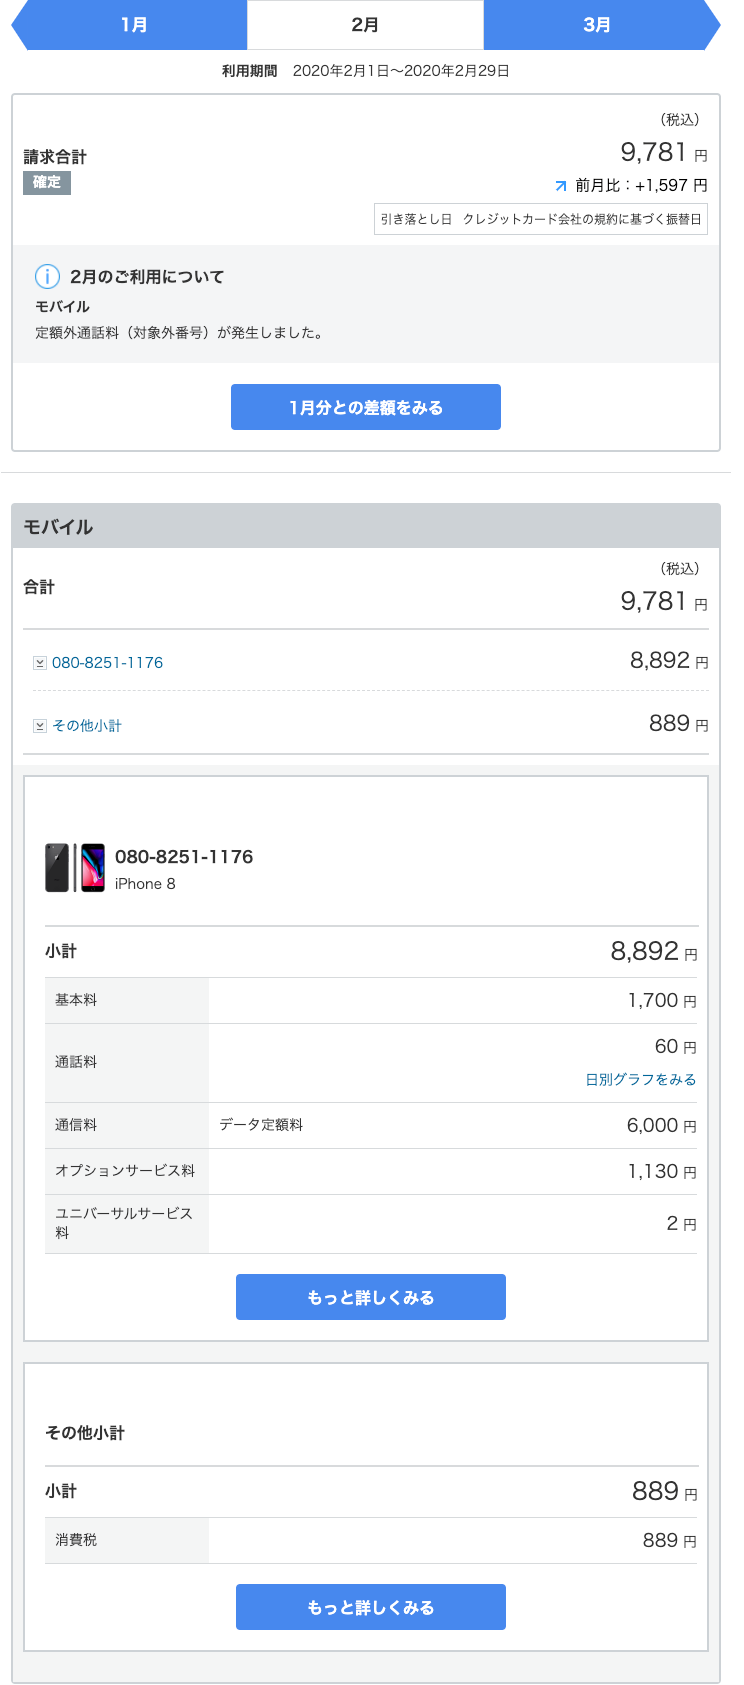 1月
2月
3月
利用期間 2020年2月1日〜2020年2月29日
（税込）
請求合計
9,781 円
確定
前月比：+1,597 円
引き落とし日 クレジットカード会社の規約に基づく振替日
2月のご利用について
モバイル
定額外通話料（対象外番号）が発生しました。
1月分との差額をみる
モバイル
（税込）
合計
9,781 円
080-8251-1176 8,892 円
その他小計 889 円
080-8251-1176
iPhone 8
小計 8,892 円
基本料 1,700 円
通話料 60 円
日別グラフをみる
通信料 データ定額料 6,000 円
オプションサービス料 1,130 円
ユニバーサルサービス
料
2 円
もっと詳しくみる
その他小計
小計 889 円
消費税 889 円
もっと詳しくみる